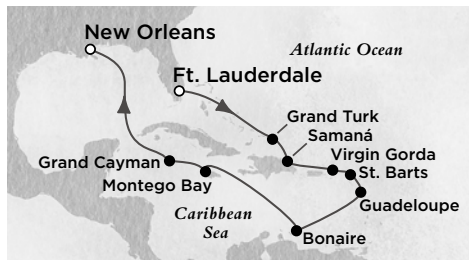 New Orleans
Atlantic Ocean
Ft. Lauderdale
Grand Turk
Samaná
Virgin Gorda
St. Barts
Grand Cayman
Montego Bay
Guadeloupe
Caribbean
Sea
Bonaire